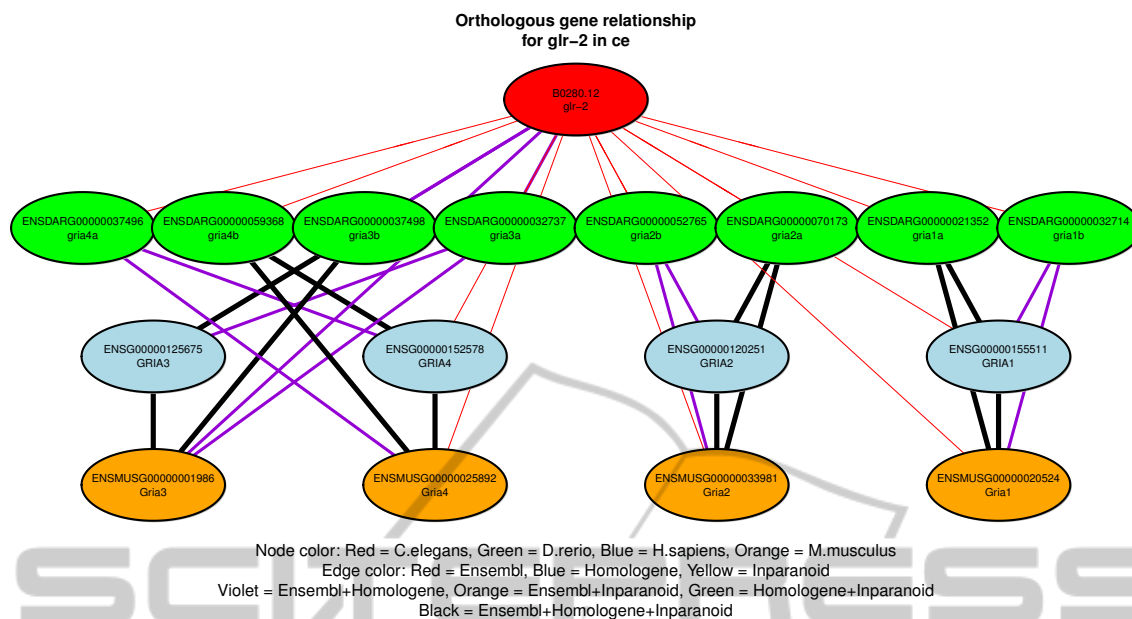 Orthologous gene relationship
for glr−2 in ce
B0280.12
glr−2
ENSDARG00000037496
gria4a
ENSDARG00000059368
gria4b
ENSDARG00000037498
gria3b
ENSDARG00000032737
gria3a
ENSDARG00000052765
gria2b
ENSDARG00000070173
gria2a
ENSDARG00000021352
gria1a
ENSDARG00000032714
gria1b
ENSG00000125675
GRIA3
ENSG00000152578
GRIA4
ENSG00000120251
GRIA2
ENSG00000155511
GRIA1
ENSMUSG00000001986
Gria3
ENSMUSG00000025892
Gria4
ENSMUSG00000033981
Gria2
ENSMUSG00000020524
Gria1
Node color: Red = C.elegans, Green = D.rerio, Blue = H.sapiens, Orange = M.musculus
Edge color: Red = Ensembl, Blue = Homologene, Yellow = Inparanoid
Violet = Ensembl+Homologene, Orange = Ensembl+Inparanoid, Green = Homologene+Inparanoid
Black = Ensembl+Homologene+Inparanoid